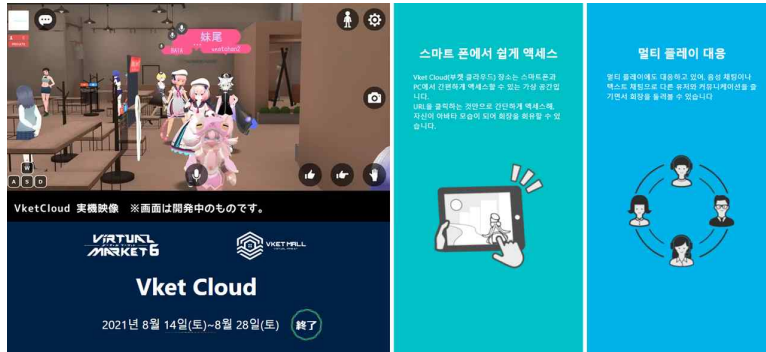 妹尾
DATA
W
A S D
VketCloud 実機映像 ※画面は開発中のものです。
VIRTUAL
MARKET6
VKET MALL
Vket Cloud
2021년 8월 14일(토)~8월 28일(토)
終了
스마트 폰에서 쉽게 액세스
Vket Cloud(부켓 클라우드) 장소는 스마트폰과
PC에서 간편하게 액세스할 수 있는 가상 공간입
니다.
URL을 클릭하는 것만으로 간단하게 액세스해,
자신이 아바타 모습이 되어 회장을 회유할 수 있
습니다.
멀티 플레이 대응
멀티 플레이에도 대응하고 있어, 음성 채팅이나
텍스트 채팅으로 다른 유저와 커뮤니케이션을 즐
기면서 회장을 둘러볼 수 있습니다